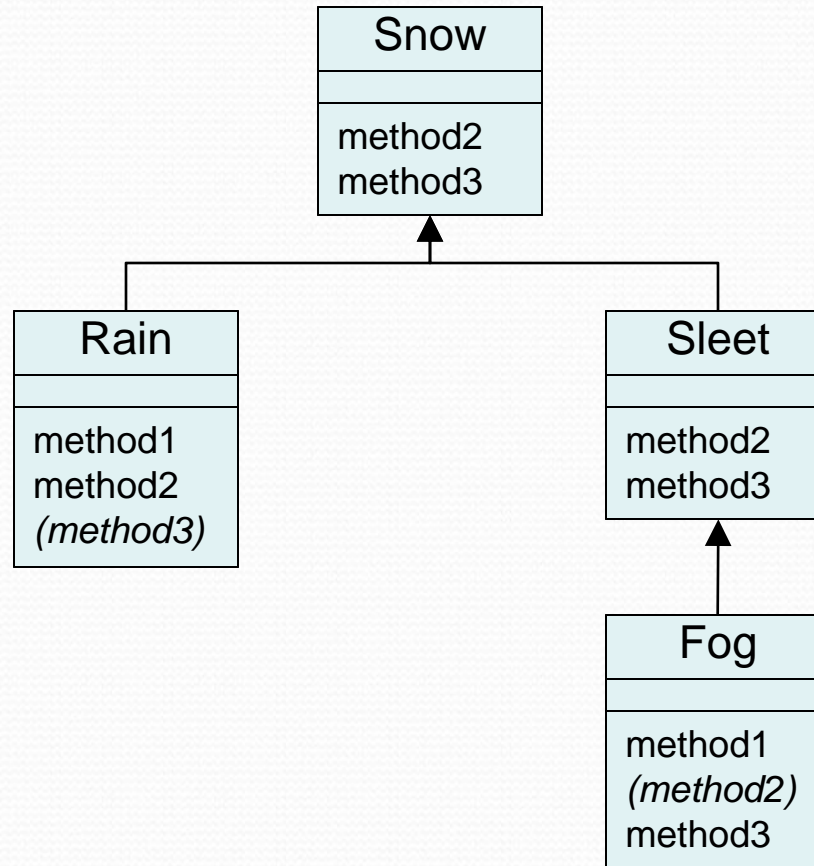 Snow
method2
method3
Rain
method1
method2
(method3)
Sleet
method2
method3
Fog
method1
(method2)
method3